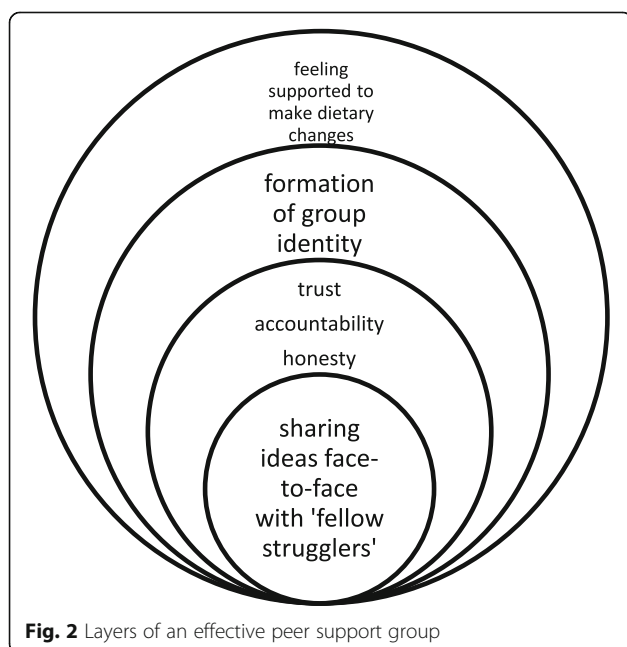 feeling
supported to
make dietary
changes
formation
of group
identity
trust
accountability
honesty
sharing
ideas face-
to-face
with 'fellow
strugglers'
Fig. 2 Layers of an effective peer support group